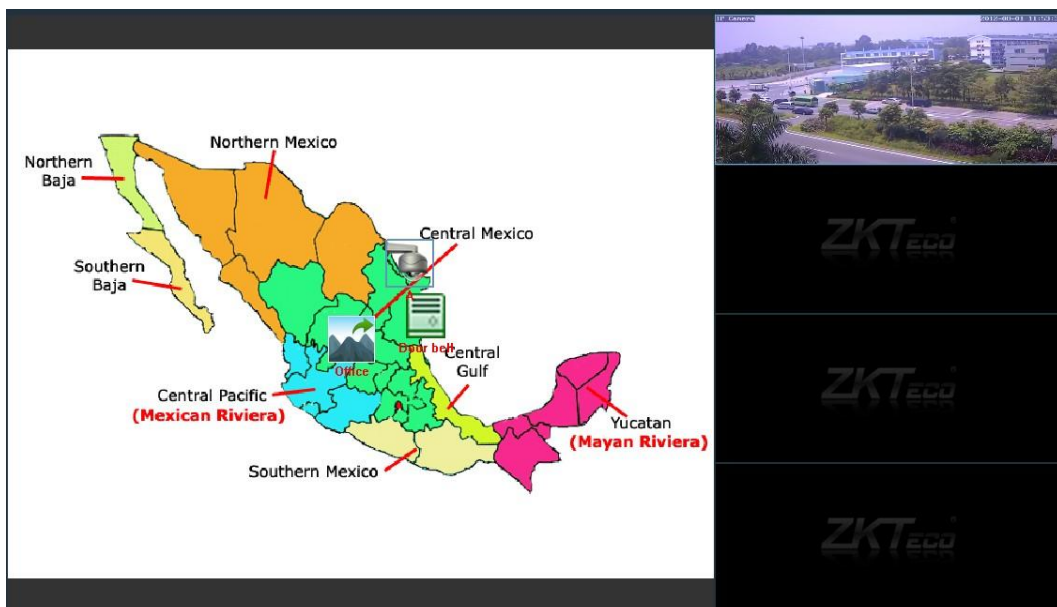 Northern Mexico
Northern
Baja
Central Mexico
Southern
Baja
A
Door bell
Office
Central
Gulf
Central Pacific
(Mexican Riviera)
Yucatan
(Mayan Riviera)
Southern Mexico
IP Camera
ZKTeco
ZKTeco
ZKTeco